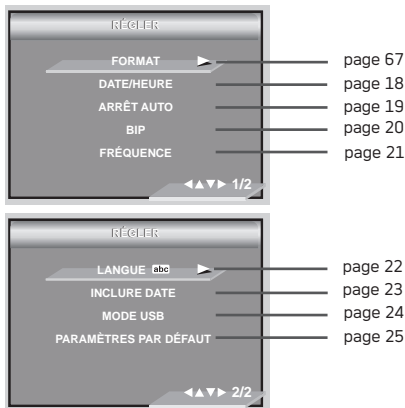 RÉGLER
FORMAT page 67
DATE/HEURE page 18
ARRÊT AUTO page 19
BIP page 20
FRÉQUENCE page 21
◀▲▼▶ 1/2
RÉGLER
LANGUE abc page 22
INCLURE DATE page 23
MODE USB page 24
PARAMÈTRES PAR DÉFAUT page 25
◀▲▼▶ 2/2